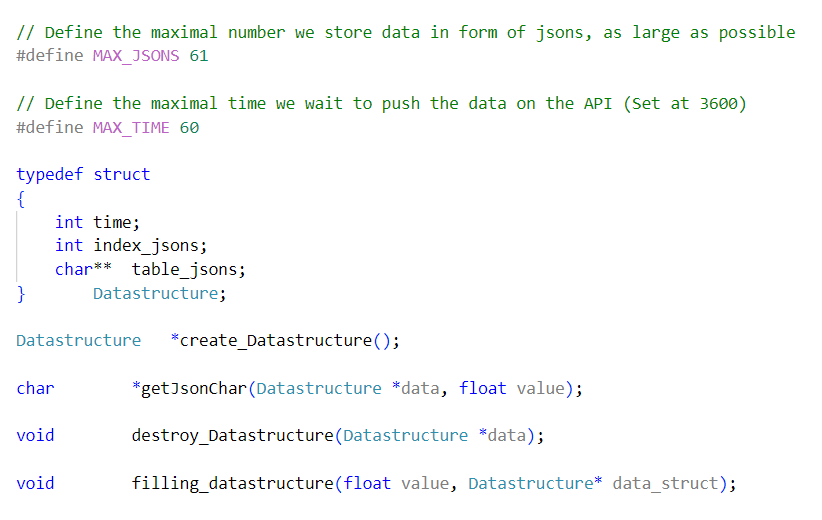 // Define the maximal number we store data in form of jsons, as large as possible
#define MAX_JSONS 61
// Define the maximal time we wait to push the data on the API (Set at 3600)
#define MAX_TIME 60
typedef struct
{
int time;
int index_jsons;
char** table_jsons;
} Datastructure;
Datastructure *create_Datastructure();
char *getJsonChar(Datastructure *data, float value);
void destroy_Datastructure(Datastructure *data);
void filling_datastructure(float value, Datastructure* data_struct);